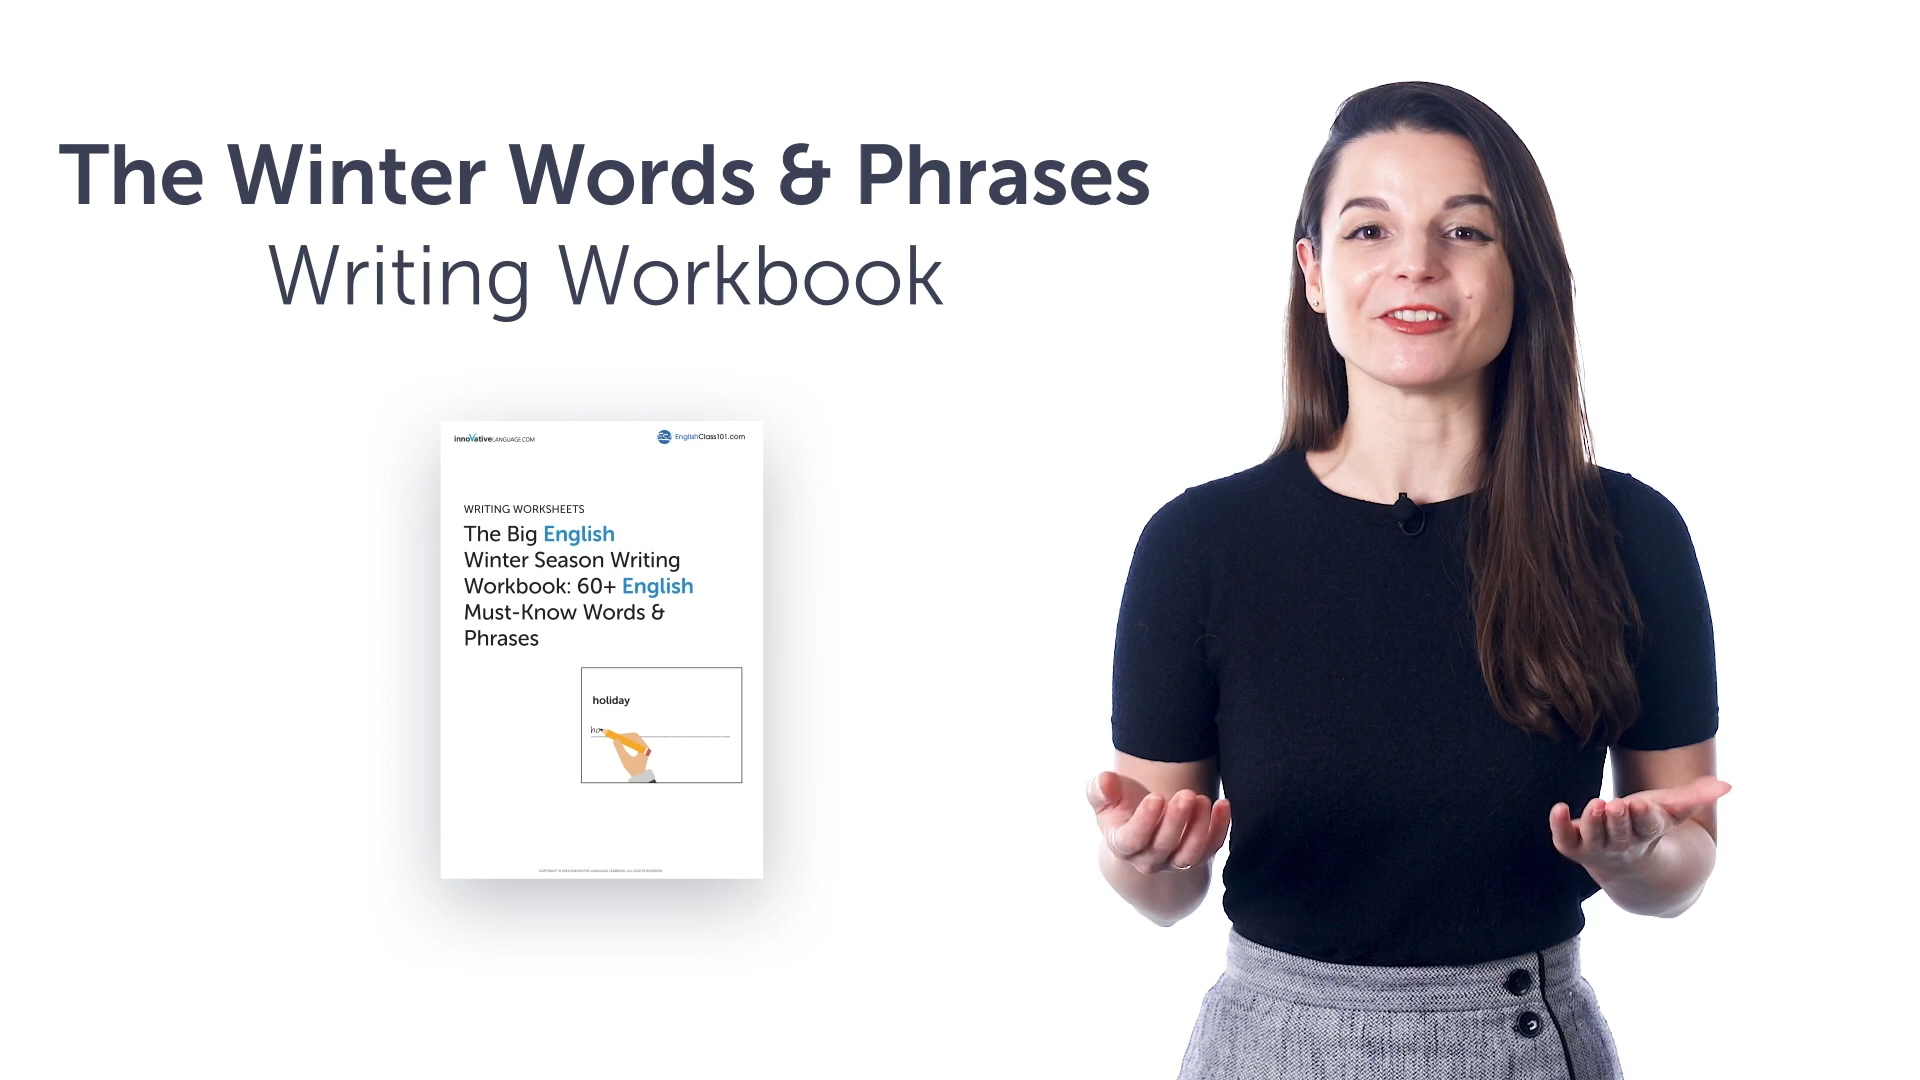 The Winter Words & Phrases
Writing Workbook
innoVativeLANGUAGE.COM
EnglishClass101.com
WRITING WORKSHEETS
The Big English
Winter Season Writing
Workbook: 60+ English
Must-Know Words &
Phrases
holiday
ho